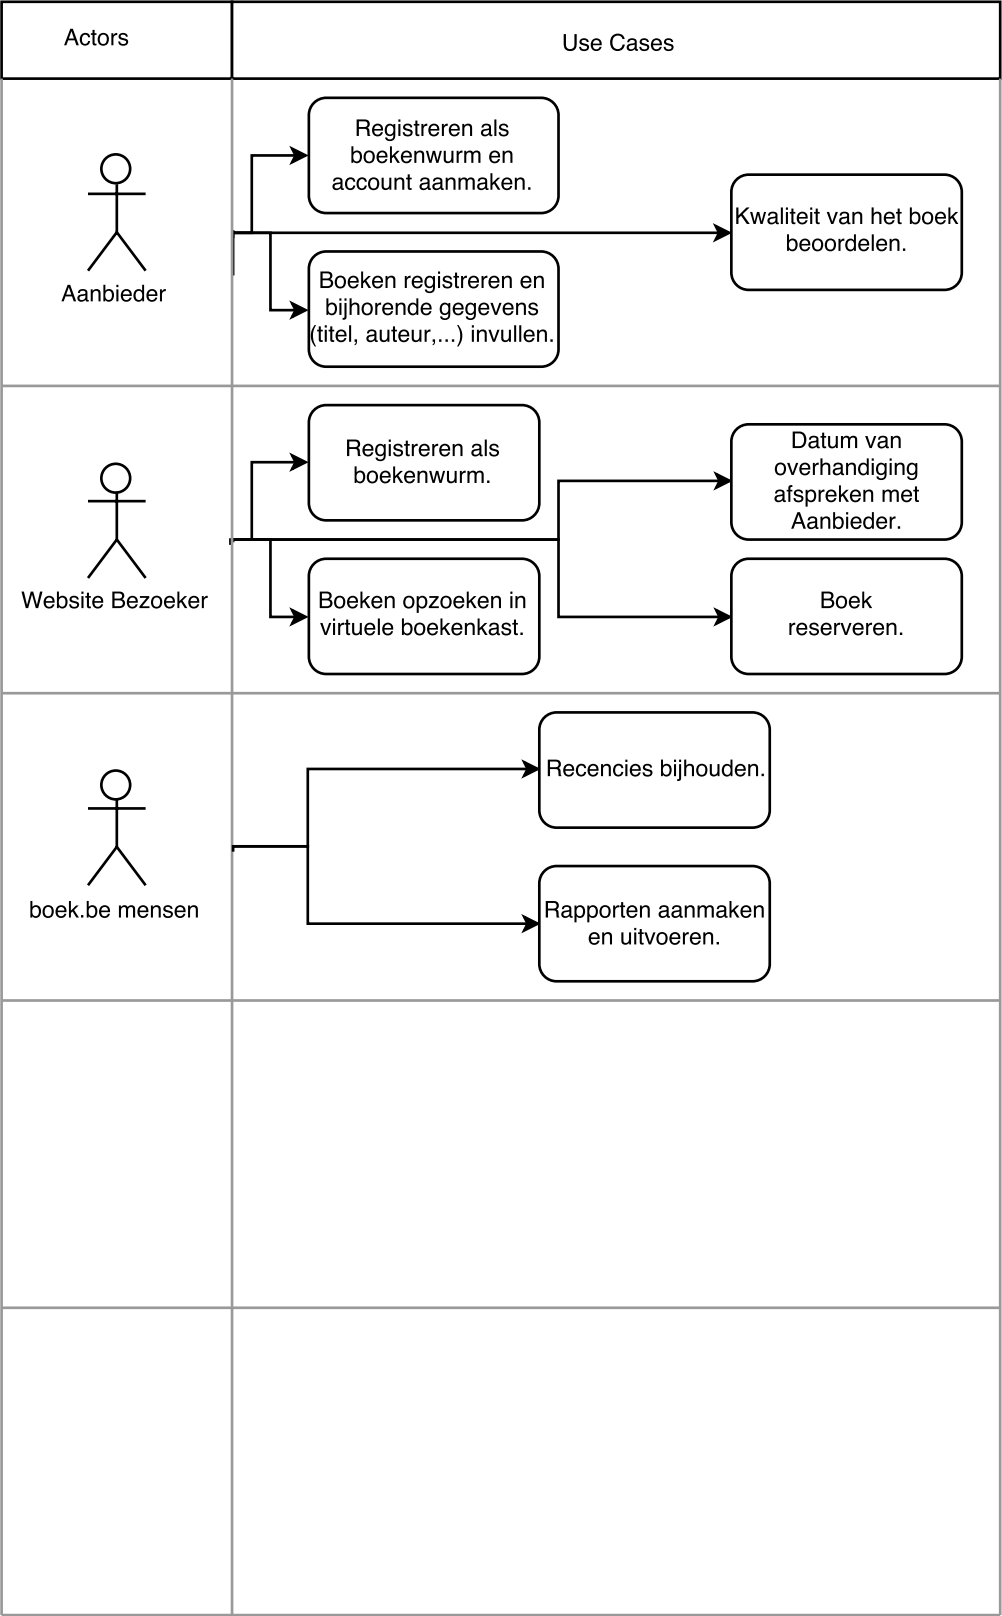 Actors
Use Cases
Registreren als
boekenwurm en
account aanmaken.
Kwaliteit van het boek
beoordelen.
Boeken registreren en
bijhorende gegevens
(titel, auteur,...) invullen.
Aanbieder
Registreren als
boekenwurm.
Datum van
overhandiging
afspreken met
Aanbieder.
Boeken opzoeken in
virtuele boekenkast.
Boek
reserveren.
Website Bezoeker
Recencies bijhouden.
Rapporten aanmaken
en uitvoeren.
boek.be mensen